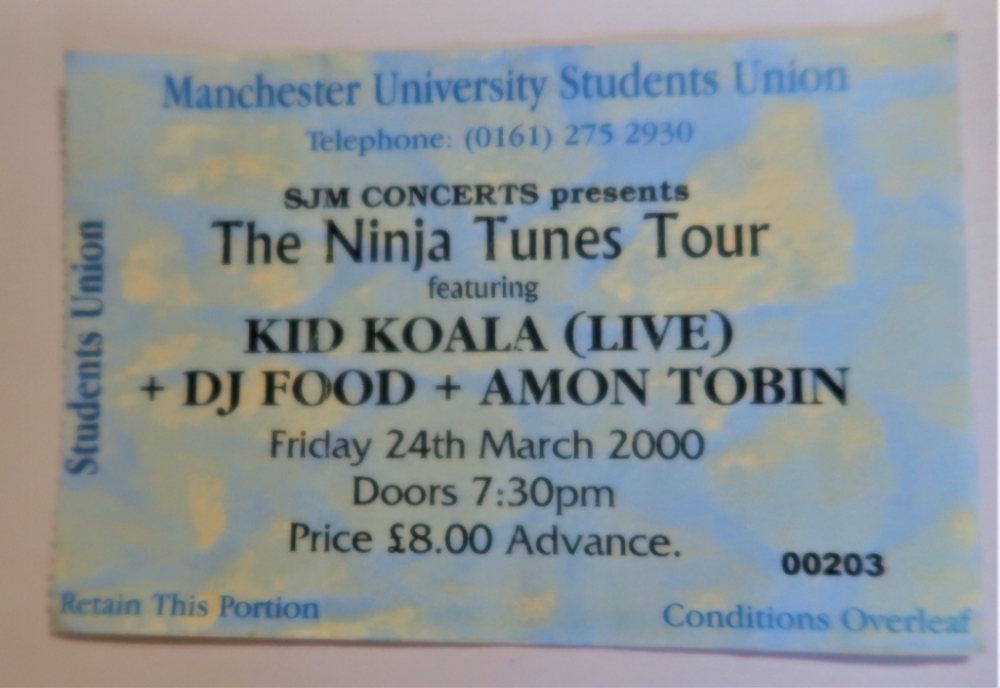 Manchester University Students Union
Telephone: (0161) 275 2930
SJM CONCERTS presents
The Ninja Tunes Tour
featuring
KID KOALA (LIVE)
+ DJ FOOD + AMON TOBIN
Friday 24th March 2000
Doors 7:30pm
Price £8.00 Advance.
00203
Retain This Portion
Conditions Overleaf
Students Union